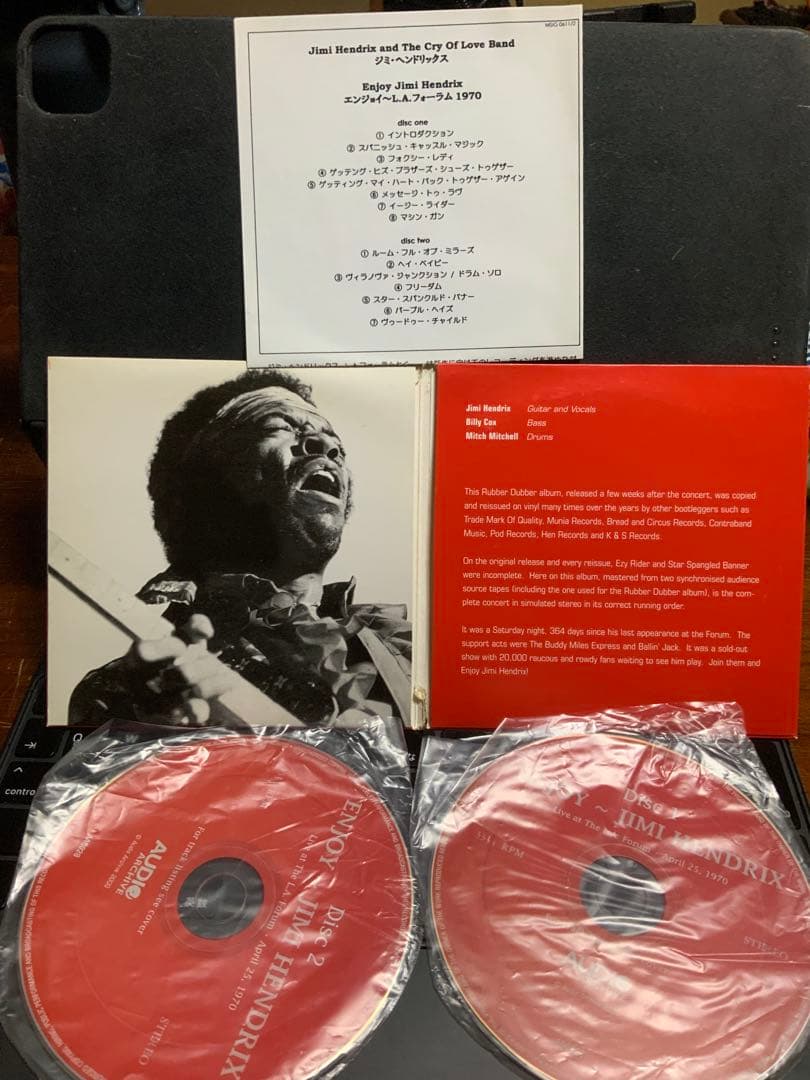 MSIG 0611/2
Jimi Hendrix and The Cry Of Love Band
ジミ・ヘンドリックス
Enjoy Jimi Hendrix
エンジョイ〜L.A.フォーラム 1970
disc one
① イントロダクション
② スパニッシュ・キャッスル・マジック
③ フォクシー・レディ
④ ゲッテング・ヒズ・ブラザーズ・シューズ・トゥゲザー
⑤ ゲッティング・マイ・ハート・バック・トゥゲザー・アゲイン
⑥ メッセージ・トゥ・ラヴ
⑦ イージー・ライダー
⑧ マシン・ガン
disc two
① ルーム・フル・オブ・ミラーズ
② ヘイ・ベイビー
③ ヴィラノヴァ・ジャンクション / ドラム・ソロ
④ フリーダム
⑤ スター・スパンクルド・バナー
⑥ パープル・ヘイズ
⑦ ヴゥードゥー・チャイルド
Jimi Hendrix Guitar and Vocals
Billy Cox Bass
Mitch Mitchell Drums
This Rubber Dubber album, released a few weeks after the concert, was copied
and reissued on vinyl many times over the years by other bootleggers such as
Trade Mark Of Quality, Munia Records, Bread and Circus Records, Contraband
Music, Pod Records, Hen Records and K & S Records.
On the original release and every reissue, Ezy Rider and Star Spangled Banner
were incomplete. Here on this album, mastered from two synchronised audience
source tapes (including the one used for the Rubber Dubber album), is the com-
plete concert in simulated stereo in its correct running order.
It was a Saturday night, 364 days since his last appearance at the Forum. The
support acts were The Buddy Miles Express and Ballin' Jack. It was a sold-out
show with 20,000 raucous and rowdy fans waiting to see him play. Join them and
Enjoy Jimi Hendrix!
control
英数
ENJOY JIMI HENDRIX
Live at The LA Forum April 25, 1970
Disc 2
STEREO
For track listing see cover
AUDIO
ARCHIVE
Disc 1
~ JIMI HENDRIX
Live at The LA Forum April 25, 1970
RPM
STEREO